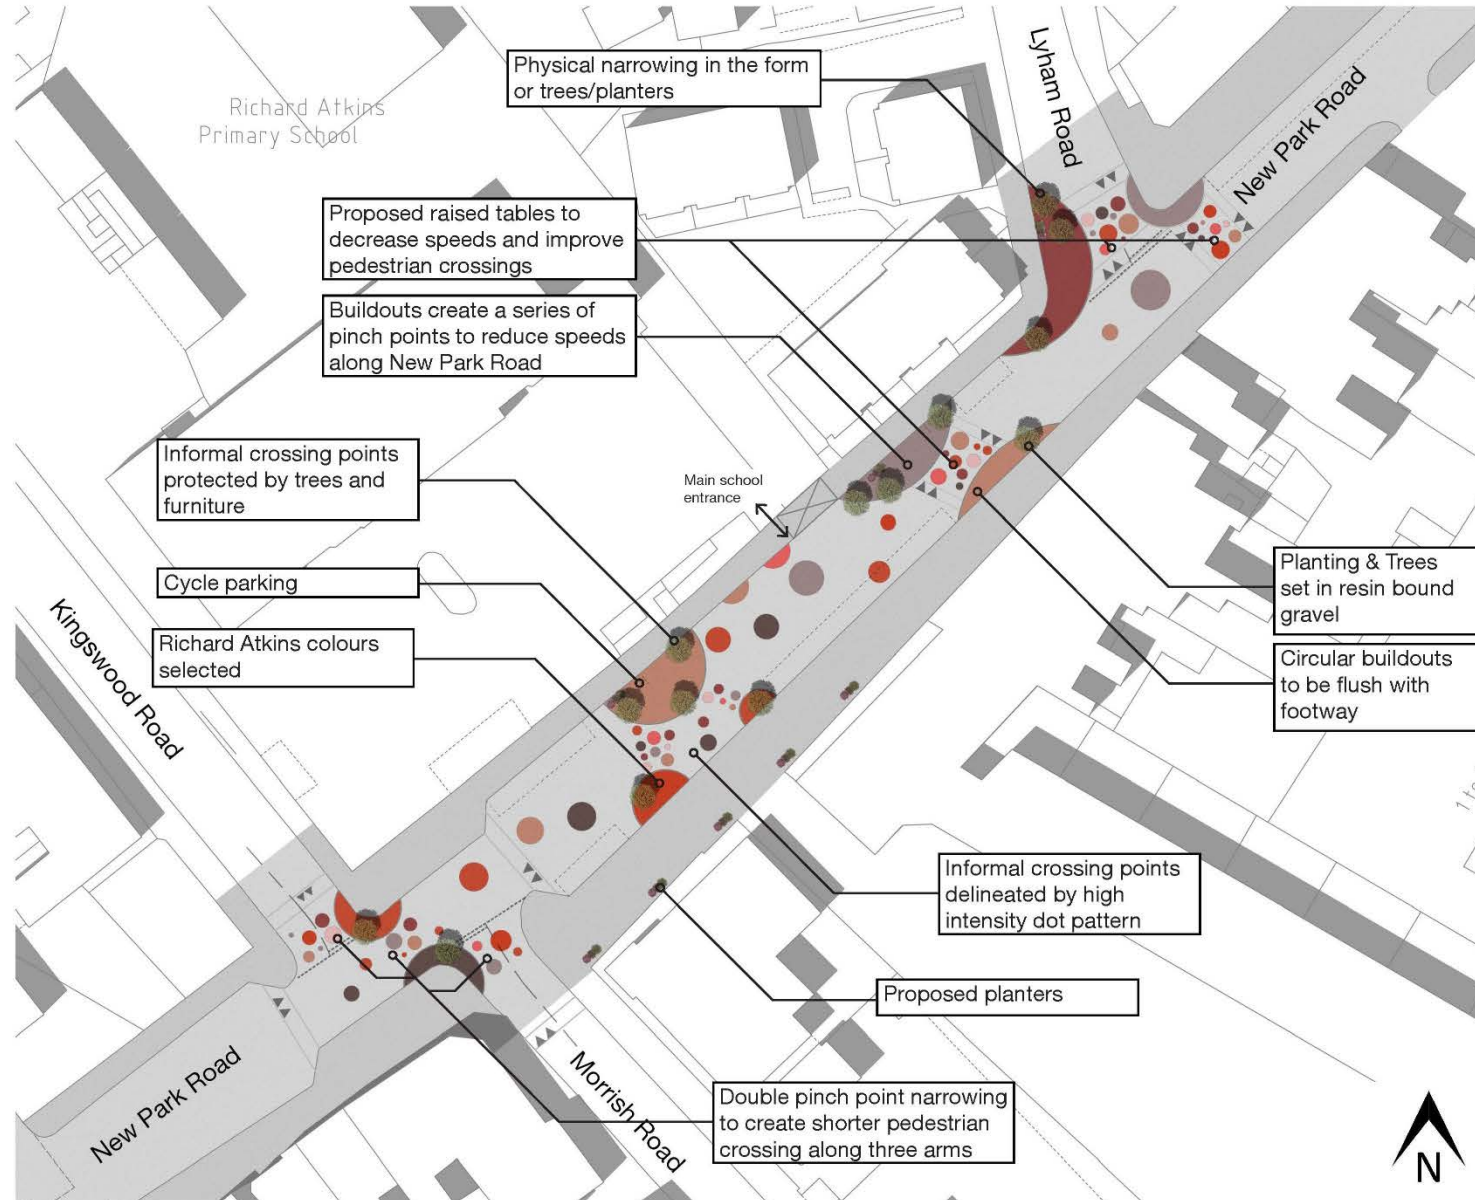 Physical narrowing in the form
or trees/planters
Lyham Road
New Park Road
Richard Atkins
Primary School
Proposed raised tables to
decrease speeds and improve
pedestrian crossings
Buildouts create a series of
pinch points to reduce speeds
along New Park Road
Informal crossing points
protected by trees and
furniture
Main school
entrance
Cycle parking
Richard Atkins colours
selected
Kingswood Road
Planting & Trees
set in resin bound
gravel
Circular buildouts
to be flush with
footway
Informal crossing points
delineated by high
intensity dot pattern
Proposed planters
New Park Road
Morrish Road
Double pinch point narrowing
to create shorter pedestrian
crossing along three arms
N